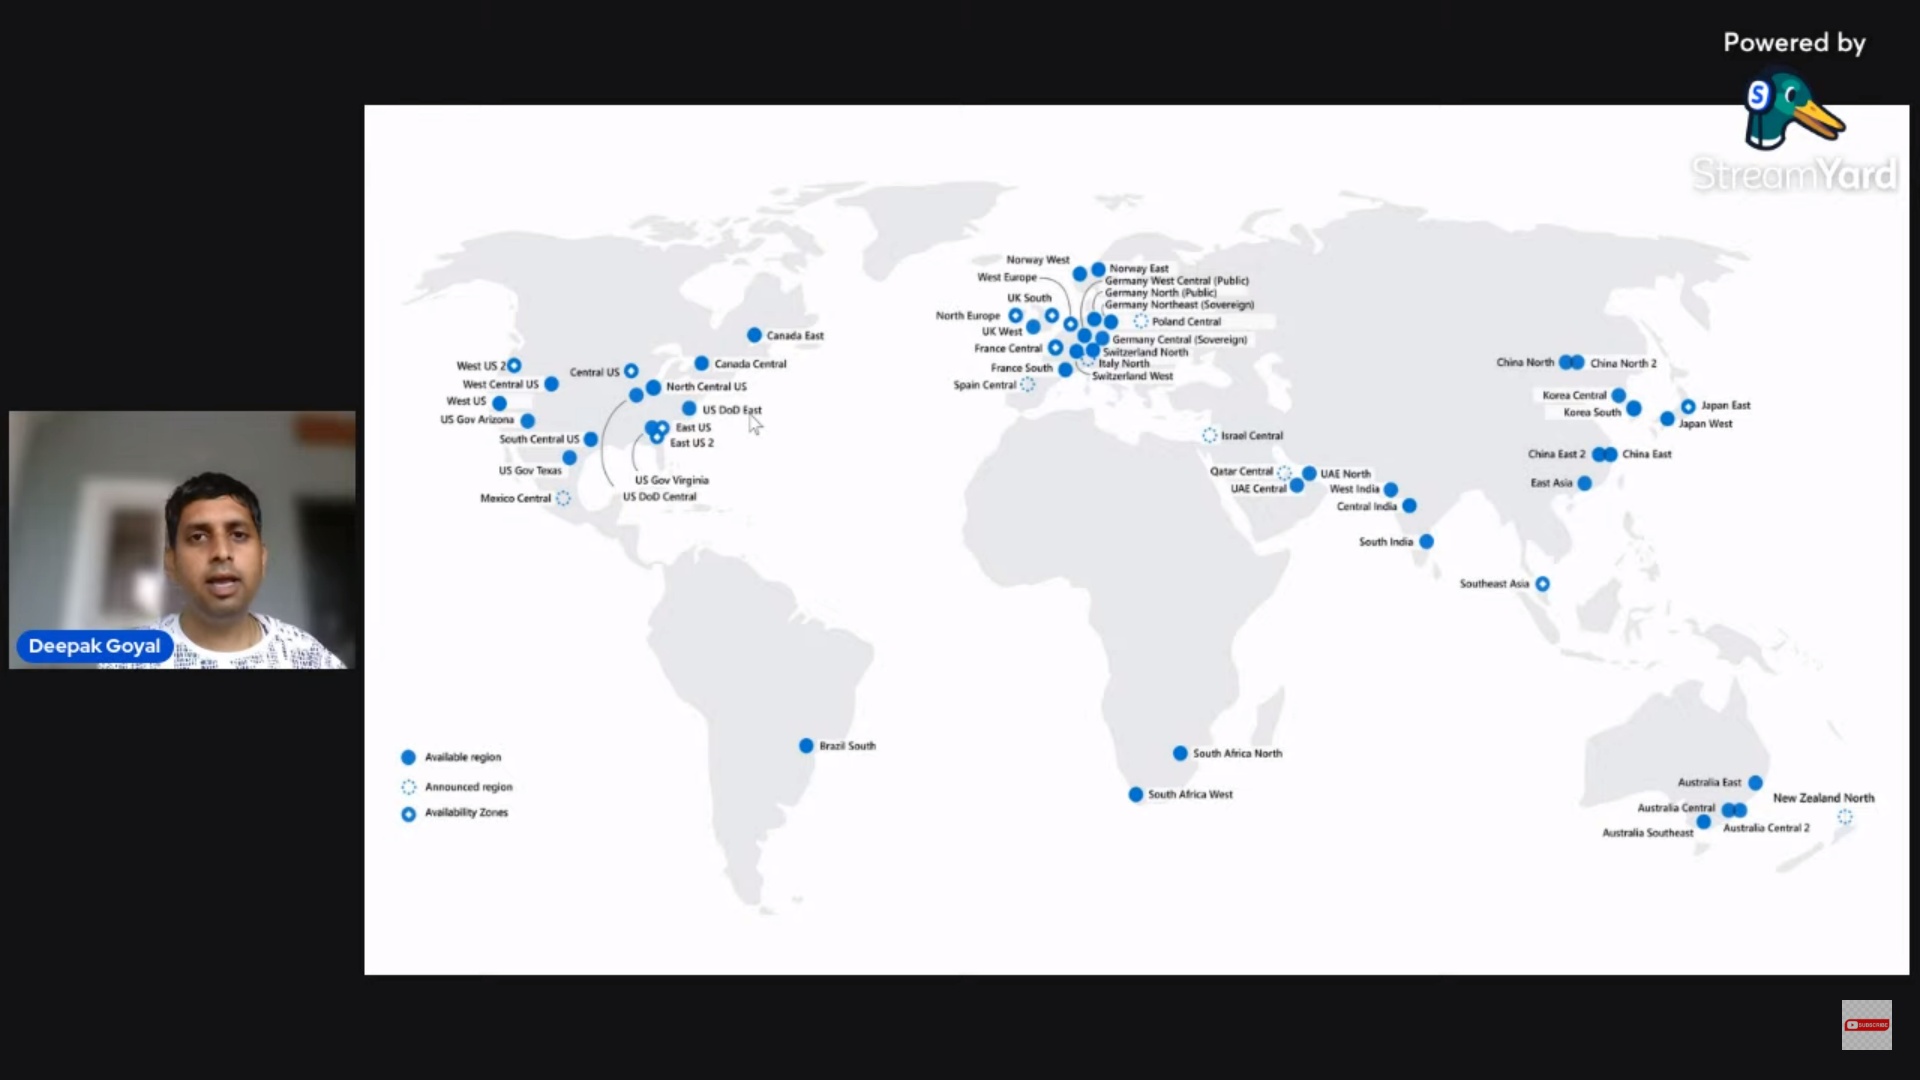 Powered by
StreamYard
Norway West
Norway East
West Europe
Germany West Central (Public)
Germany North (Public)
UK South
Germany Northeast (Sovereign)
North Europe
Poland Central
UK West
Canada East
Germany Central (Sovereign)
France Central
Switzerland North
West US 2
Central US
Canada Central
France South
Italy North
Switzerland West
China North
China North 2
West Central US
North Central US
Spain Central
West US
Korea Central
Korea South
Japan East
US DoD East
US Gov Arizona
East US
Japan West
South Central US
East US 2
Israel Central
China East 2
China East
US Gov Texas
US Gov Virginia
Qatar Central
UAE North
UAE Central
West India
East Asia
Mexico Central
US DoD Central
Central India
South India
Southeast Asia
Deepak Goyal
Brazil South
South Africa North
South Africa West
Available region
Announced region
Availability Zones
Australia East
New Zealand North
Australia Central
Australia Southeast
Australia Central 2
SUBSCRIBE